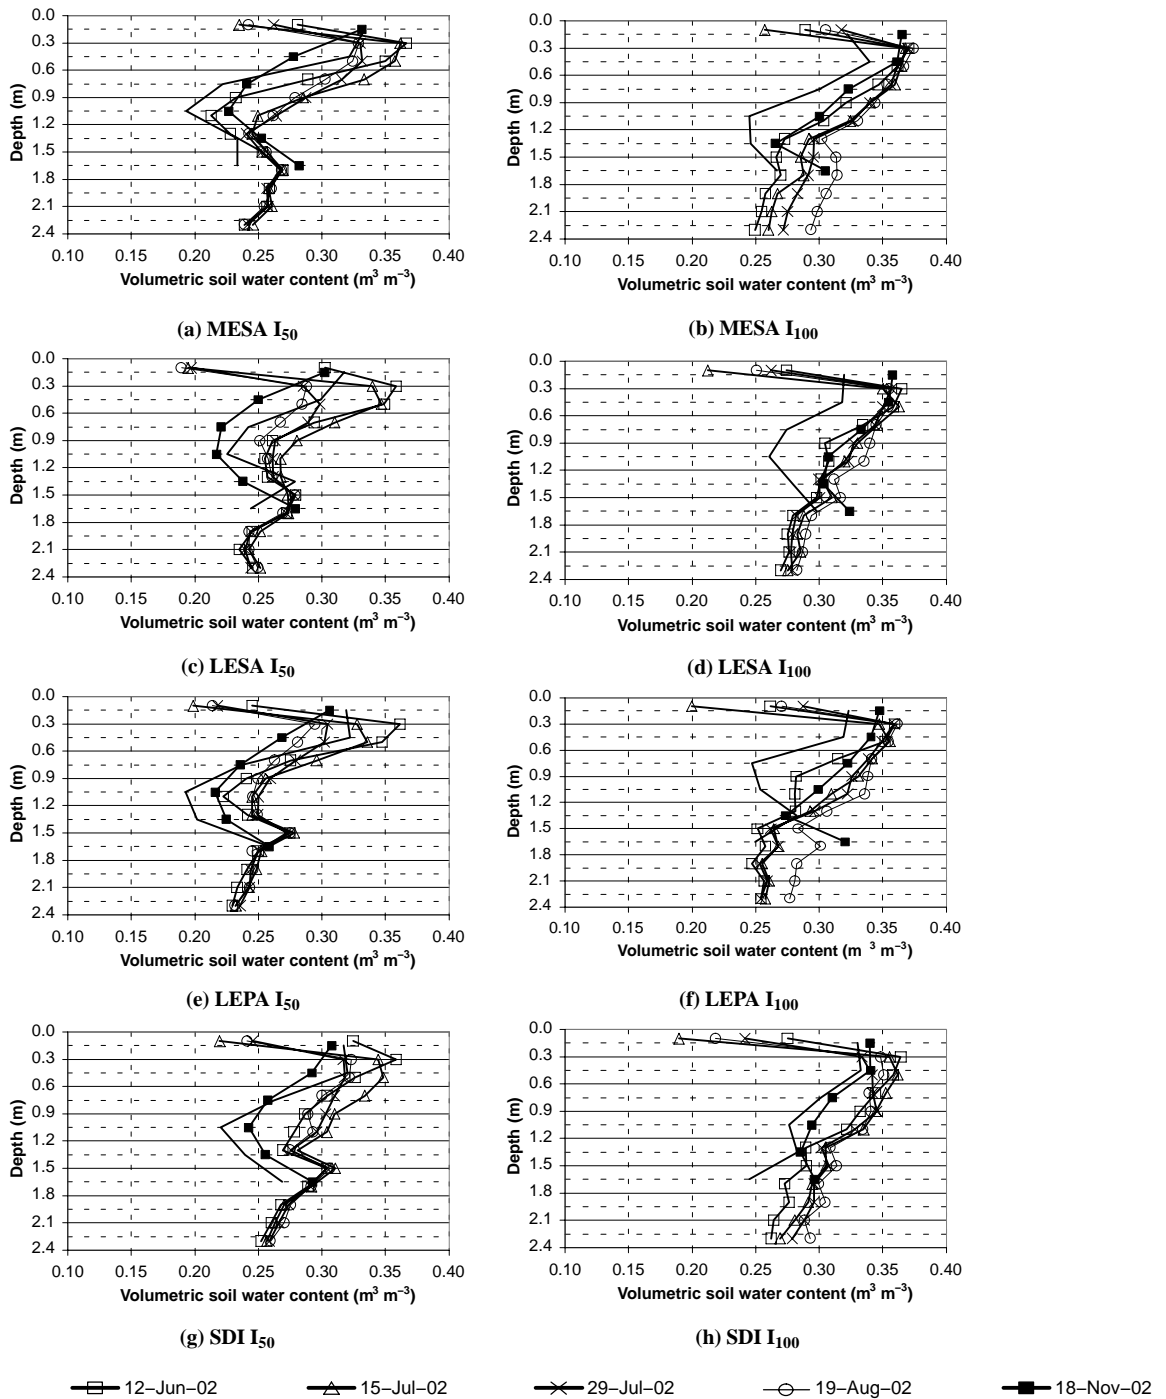 0.0
0.3
0.6
0.9
1.2
1.5
1.8
2.1
2.4
Depth (m)
0.10 0.15 0.20 0.25 0.30 0.35 0.40
Volumetric soil water content (m³ m⁻³)
(a) MESA I₅₀
0.0
0.3
0.6
0.9
1.2
1.5
1.8
2.1
2.4
Depth (m)
0.10 0.15 0.20 0.25 0.30 0.35 0.40
Volumetric soil water content (m³ m⁻³)
(b) MESA I₁₀₀
0.0
0.3
0.6
0.9
1.2
1.5
1.8
2.1
2.4
Depth (m)
0.10 0.15 0.20 0.25 0.30 0.35 0.40
Volumetric soil water content (m³ m⁻³)
(c) LESA I₅₀
0.0
0.3
0.6
0.9
1.2
1.5
1.8
2.1
2.4
Depth (m)
0.10 0.15 0.20 0.25 0.30 0.35 0.40
Volumetric soil water content (m³ m⁻³)
(d) LESA I₁₀₀
0.0
0.3
0.6
0.9
1.2
1.5
1.8
2.1
2.4
Depth (m)
0.10 0.15 0.20 0.25 0.30 0.35 0.40
Volumetric soil water content (m³ m⁻³)
(e) LEPA I₅₀
0.0
0.3
0.6
0.9
1.2
1.5
1.8
2.1
2.4
Depth (m)
0.10 0.15 0.20 0.25 0.30 0.35 0.40
Volumetric soil water content (m ³ m⁻³)
(f) LEPA I₁₀₀
0.0
0.3
0.6
0.9
1.2
1.5
1.8
2.1
2.4
Depth (m)
0.10 0.15 0.20 0.25 0.30 0.35 0.40
Volumetric soil water content (m³ m⁻³)
(g) SDI I₅₀
0.0
0.3
0.6
0.9
1.2
1.5
1.8
2.1
2.4
Depth (m)
0.10 0.15 0.20 0.25 0.30 0.35 0.40
Volumetric soil water content (m³ m⁻³)
(h) SDI I₁₀₀
12−Jun−02 15−Jul−02 29−Jul−02 19−Aug−02 18−Nov−02